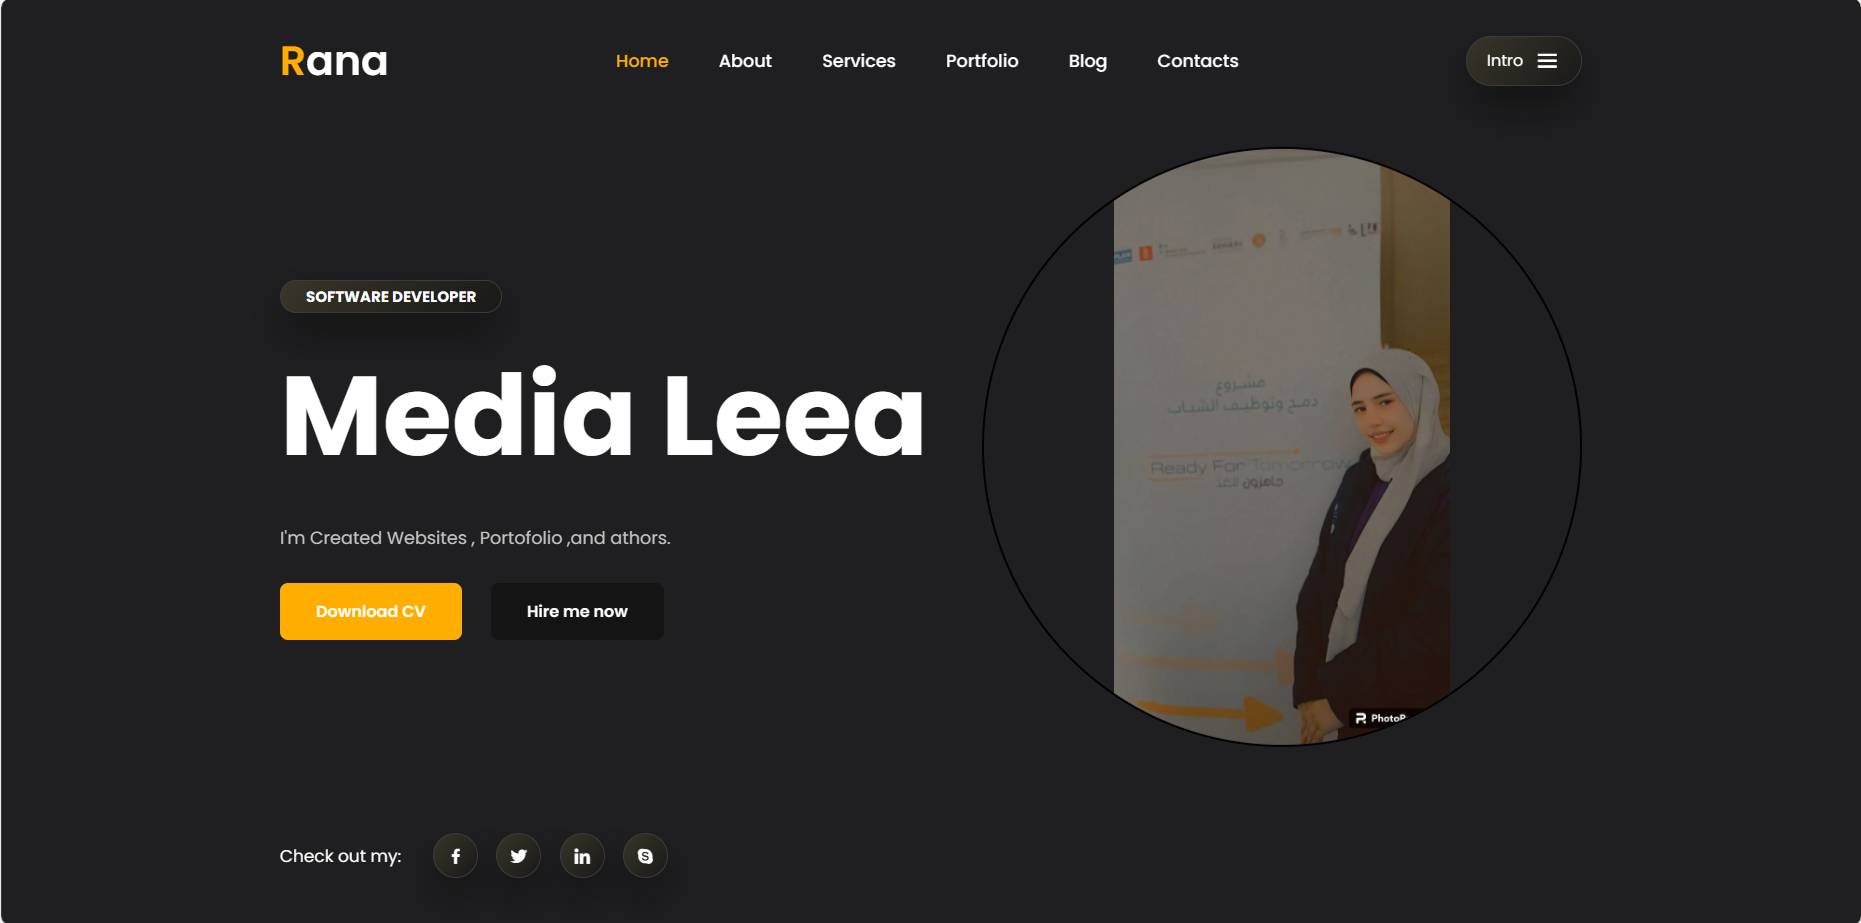 Rana
Home About Services Portfolio Blog Contacts
Intro
SOFTWARE DEVELOPER
Media Leea
I'm Created Websites , Portofolio ,and athors.
Download CV Hire me now
مشروع
دمج وتوظيف الشباب
Ready For Tomorrow
جاهزون للغد
Check out my: